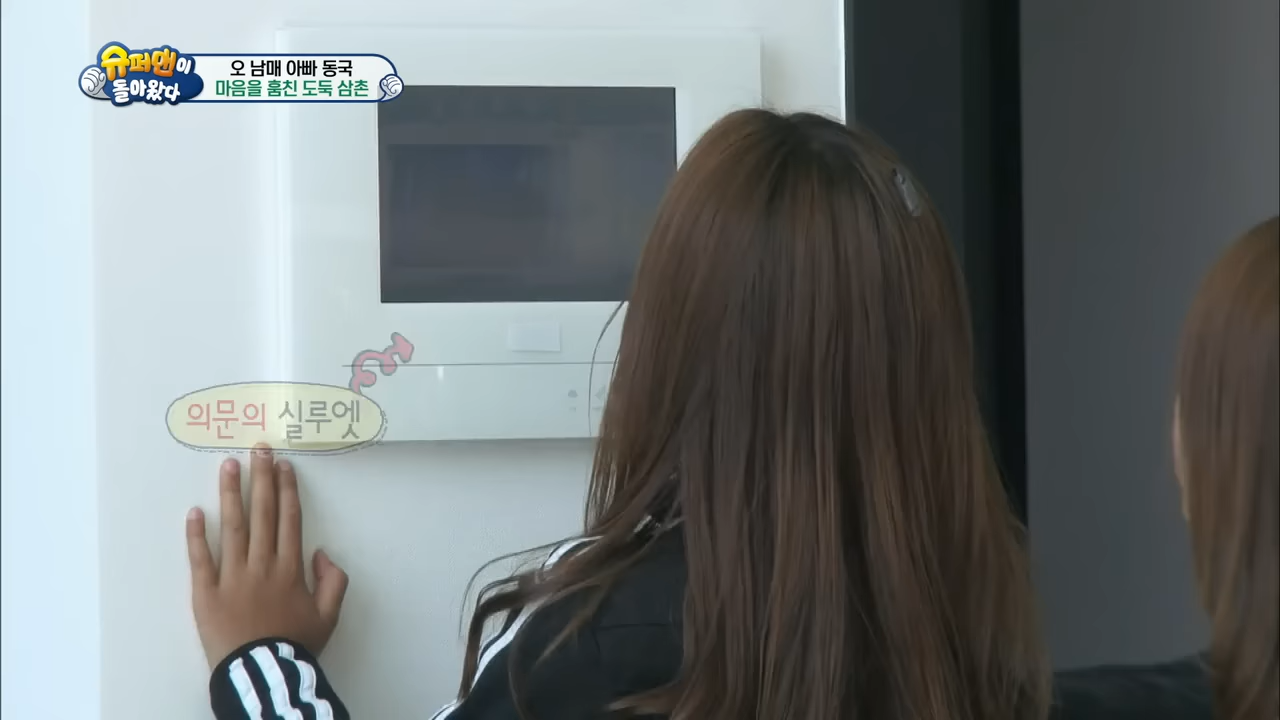 슈퍼맨이
돌아왔다
오 남매 아빠 동국
마음을 훔친 도둑 삼촌
의문의 실루엣